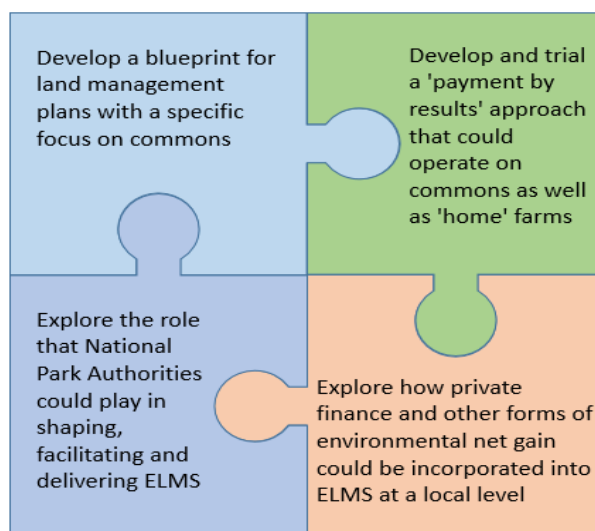 Develop a blueprint for
land management
plans with a specific
focus on commons
Develop and trial
a 'payment by
results' approach
that could
operate on
commons as well
as 'home' farms
Explore the role
that National
Park Authorities
could play in
shaping,
facilitating and
delivering ELMS
Explore how private
finance and other forms of
environmental net gain
could be incorporated into
ELMS at a local level